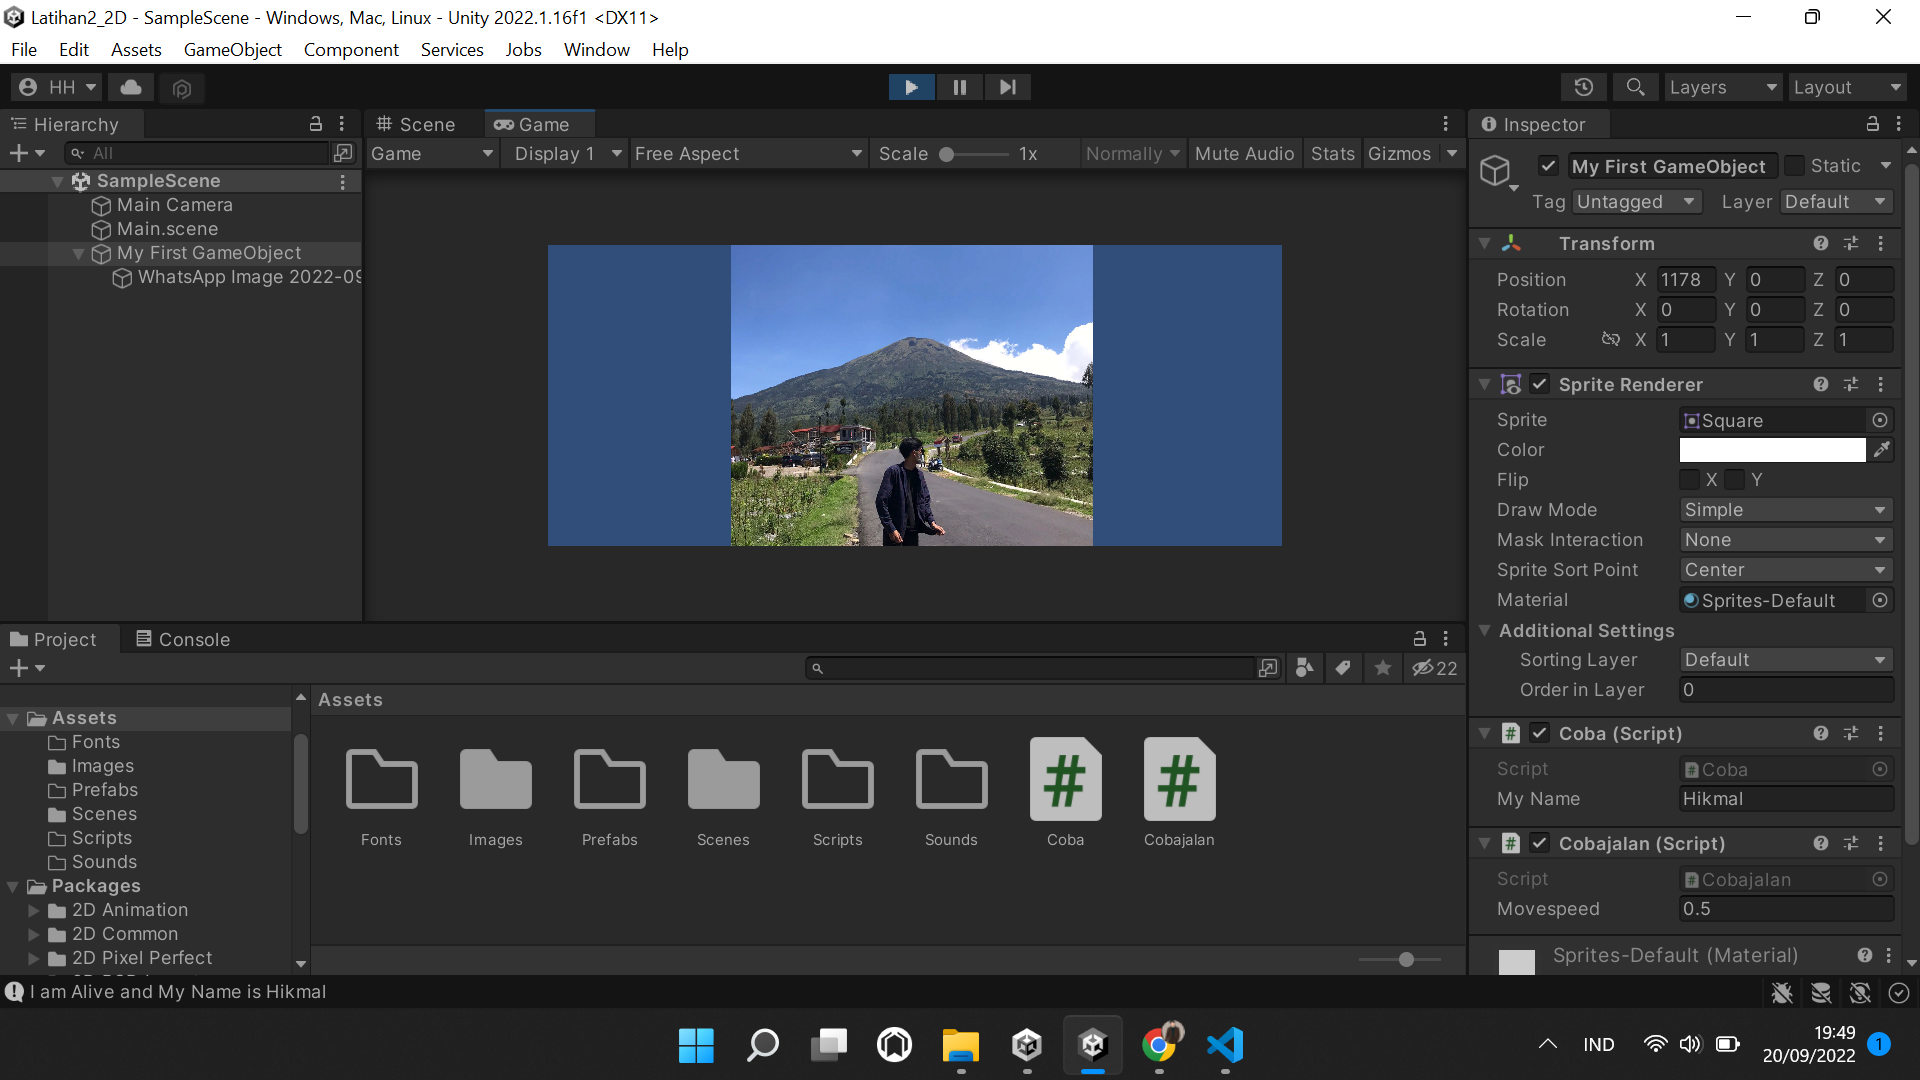 Latihan2_2D - SampleScene - Windows, Mac, Linux - Unity 2022.1.16f1 <DX11>
File Edit Assets GameObject Component Services Jobs Window Help
HH
Layers
Layout
Hierarchy
All
SampleScene
Main Camera
Main.scene
My First GameObject
WhatsApp Image 2022-09
Scene
Game
Game
Display 1
Free Aspect
Scale
1x
Normally
Mute Audio
Stats
Gizmos
Inspector
My First GameObject
Static
Tag Untagged
Layer Default
Transform
Position X 1178 Y 0 Z 0
Rotation X 0 Y 0 Z 0
Scale X 1 Y 1 Z 1
Sprite Renderer
Sprite Square
Color
Flip X Y
Draw Mode Simple
Mask Interaction None
Sprite Sort Point Center
Material Sprites-Default
Additional Settings
Sorting Layer Default
Order in Layer 0
Coba (Script)
Script Coba
My Name Hikmal
Cobajalan (Script)
Script Cobajalan
Movespeed 0.5
Sprites-Default (Material)
Project
Console
22
Assets
Fonts
Images
Prefabs
Scenes
Scripts
Sounds
Packages
2D Animation
2D Common
2D Pixel Perfect
Assets
Fonts
Images
Prefabs
Scenes
Scripts
Sounds
# Coba
# Cobajalan
I am Alive and My Name is Hikmal
IND
19:49
20/09/2022
1